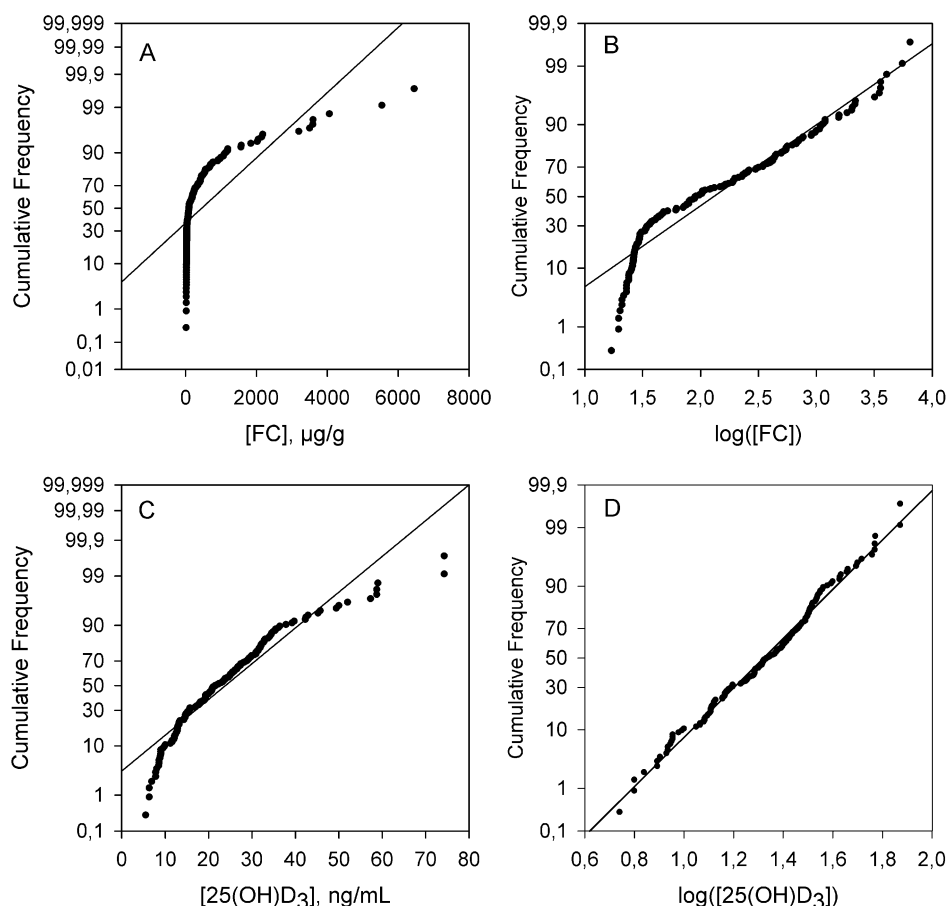 A
99,999
99,99
99,9
99
90
70
50
30
10
1
0,1
0,01
Cumulative Frequency
0 2000 4000 6000 8000
[FC], µg/g
B
99,9
99
90
70
50
30
10
1
0,1
Cumulative Frequency
1,0 1,5 2,0 2,5 3,0 3,5 4,0
log([FC])
C
99,999
99,99
99,9
99
90
70
50
30
10
1
0,1
Cumulative Frequency
0 10 20 30 40 50 60 70 80
[25(OH)D3], ng/mL
D
99,9
99
90
70
50
30
10
1
0,1
Cumulative Frequency
0,6 0,8 1,0 1,2 1,4 1,6 1,8 2,0
log([25(OH)D3])